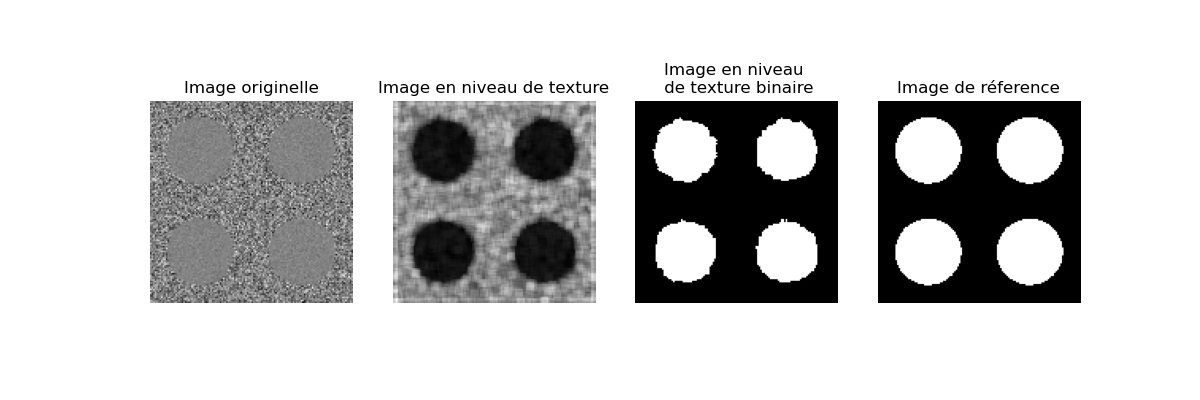 Image originelle
Image en niveau de texture
Image en niveau
de texture binaire
Image de réference